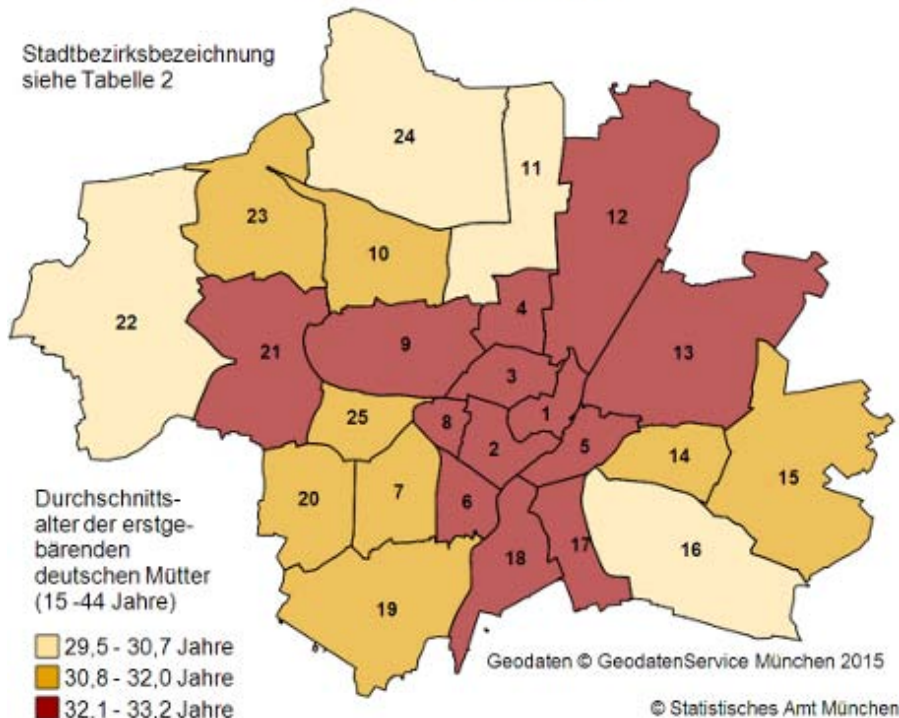 Stadtbezirksbezeichnung
siehe Tabelle 2
24
11
12
23
10
22
21
9
4
13
3
25
8
1
2
5
14
15
20
7
6
16
17
18
19
Durchschnitts-
alter der erstge-
bärenden
deutschen Mütter
(15 -44 Jahre)
29,5 - 30,7 Jahre
30,8 - 32,0 Jahre
32,1 - 33,2 Jahre
Geodaten © GeodatenService München 2015
© Statistisches Amt München